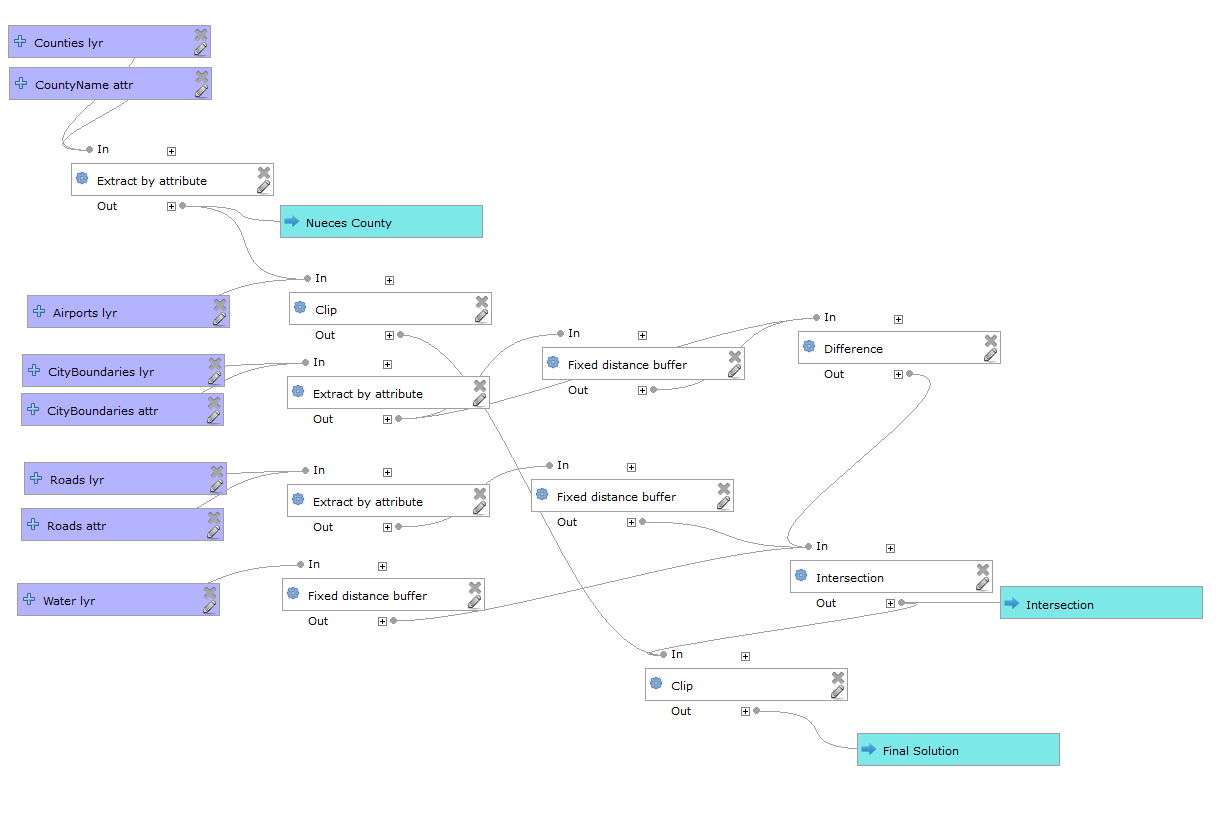 Counties lyr
CountyName attr
In
Extract by attribute
Out
Nueces County
In
Airports lyr
Clip
Out
In
CityBoundaries lyr
CityBoundaries attr
Extract by attribute
Out
In
Fixed distance buffer
Out
In
Difference
Out
In
Roads lyr
Roads attr
Extract by attribute
Out
In
Fixed distance buffer
Out
In
Water lyr
Fixed distance buffer
Out
In
Intersection
Out
Intersection
In
Clip
Out
Final Solution